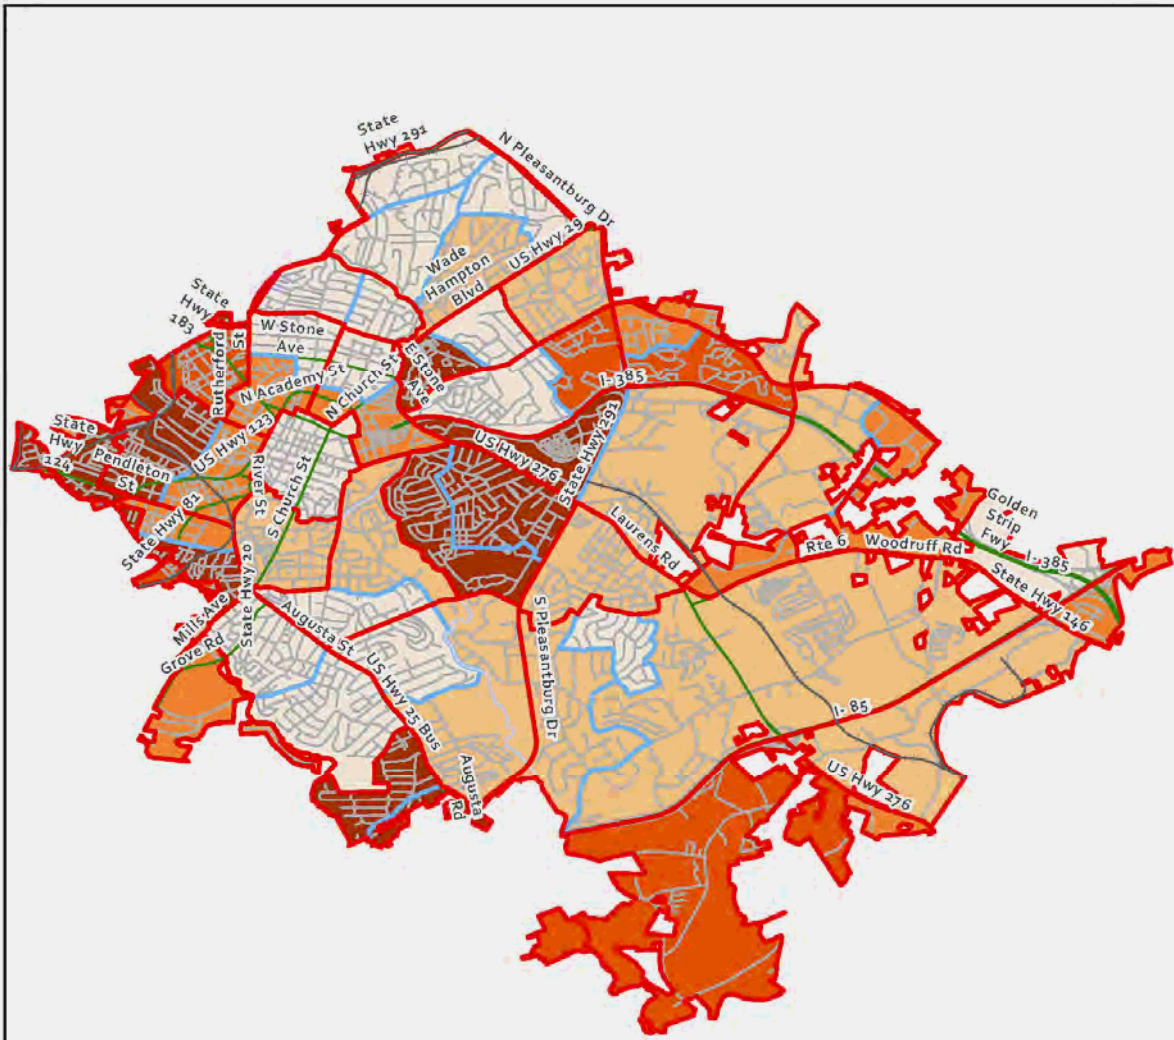 State
Hwy 291
N Pleasantburg Dr
US Hwy 29
Wade
Hampton
Blvd
State
Hwy
183
W Stone
Ave
Rutherford
St
N Academy St
N Church St
E Stone
Ave
I-385
State
Hwy
124
Pendleton
St
US Hwy 123
River St
S Church St
US Hwy 276
State Hwy 291
State Hwy 81
Laurens Rd
Golden
Strip
Fwy
I-385
Rte 6
Woodruff Rd
State Hwy 146
State Hwy 20
Mills Ave
Grove Rd
Augusta St
US Hwy 25 Bus
S Pleasantburg Dr
I-85
US Hwy 276
Augusta
Rd